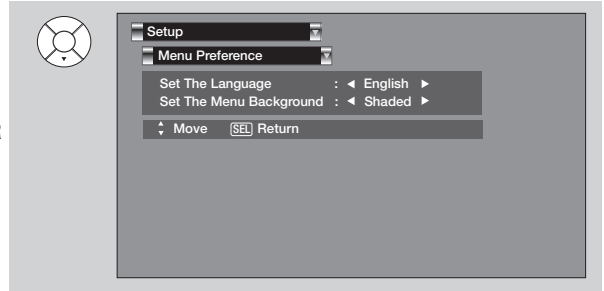 Setup
Menu Preference
Set The Language : ◄ English ►
Set The Menu Background : ◄ Shaded ►
Move SEL Return